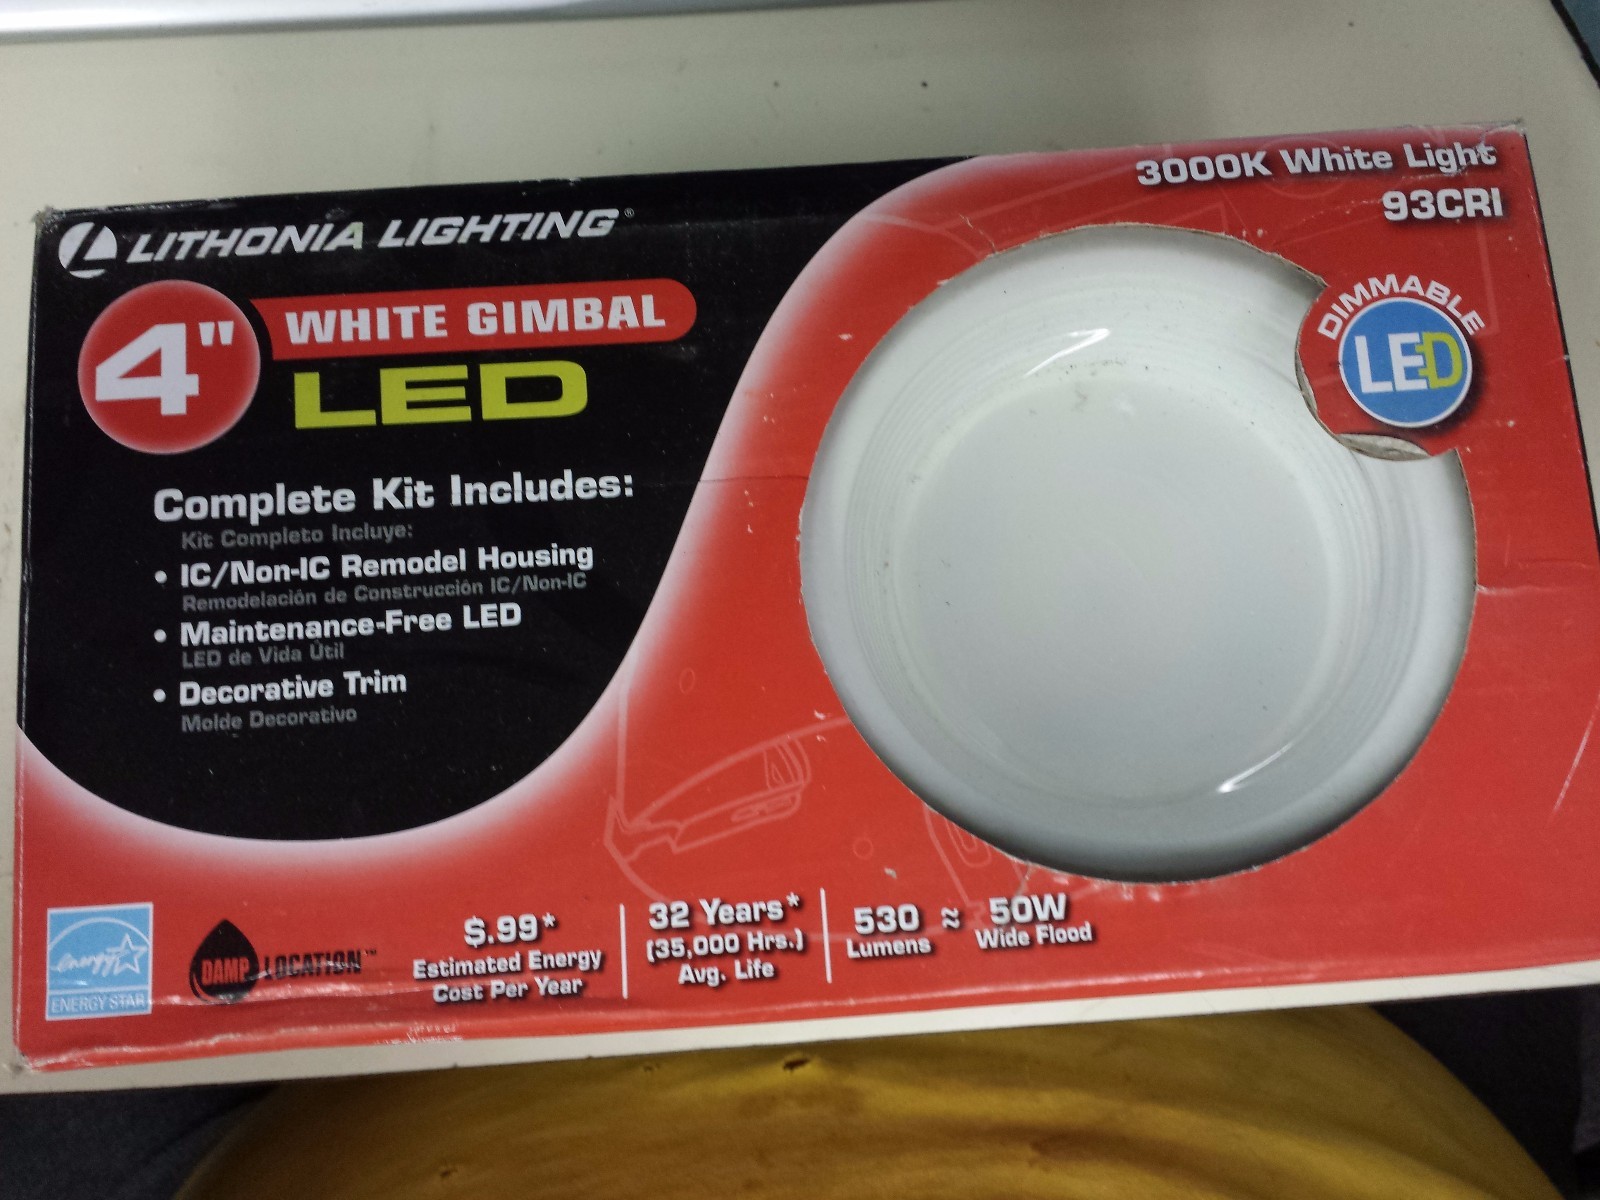 LITHONIA LIGHTING®
4"
WHITE GIMBAL
LED
Complete Kit Includes:
Kit Completo Incluye:
• IC/Non-IC Remodel Housing
Remodelación de Construcción IC/Non-IC
• Maintenance-Free LED
LED de Vida Útil
• Decorative Trim
Molde Decorativo
3000K White Light
93CRI
DIMMABLE
LED
energy
ENERGY STAR
DAMP LOCATION™
$.99*
Estimated Energy
Cost Per Year
32 Years*
(35,000 Hrs.)
Avg. Life
530 ≈ 50W
Lumens Wide Flood